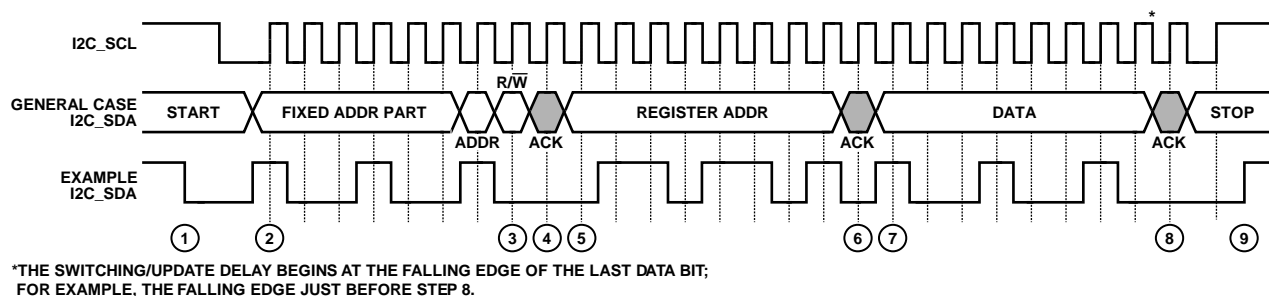 *
I2C_SCL
R/W̅
GENERAL CASE
I2C_SDA
START
FIXED ADDR PART
REGISTER ADDR
DATA
STOP
ADDR
ACK
ACK
ACK
EXAMPLE
I2C_SDA
1
2
3
4
5
6
7
8
9
*THE SWITCHING/UPDATE DELAY BEGINS AT THE FALLING EDGE OF THE LAST DATA BIT;
FOR EXAMPLE, THE FALLING EDGE JUST BEFORE STEP 8.